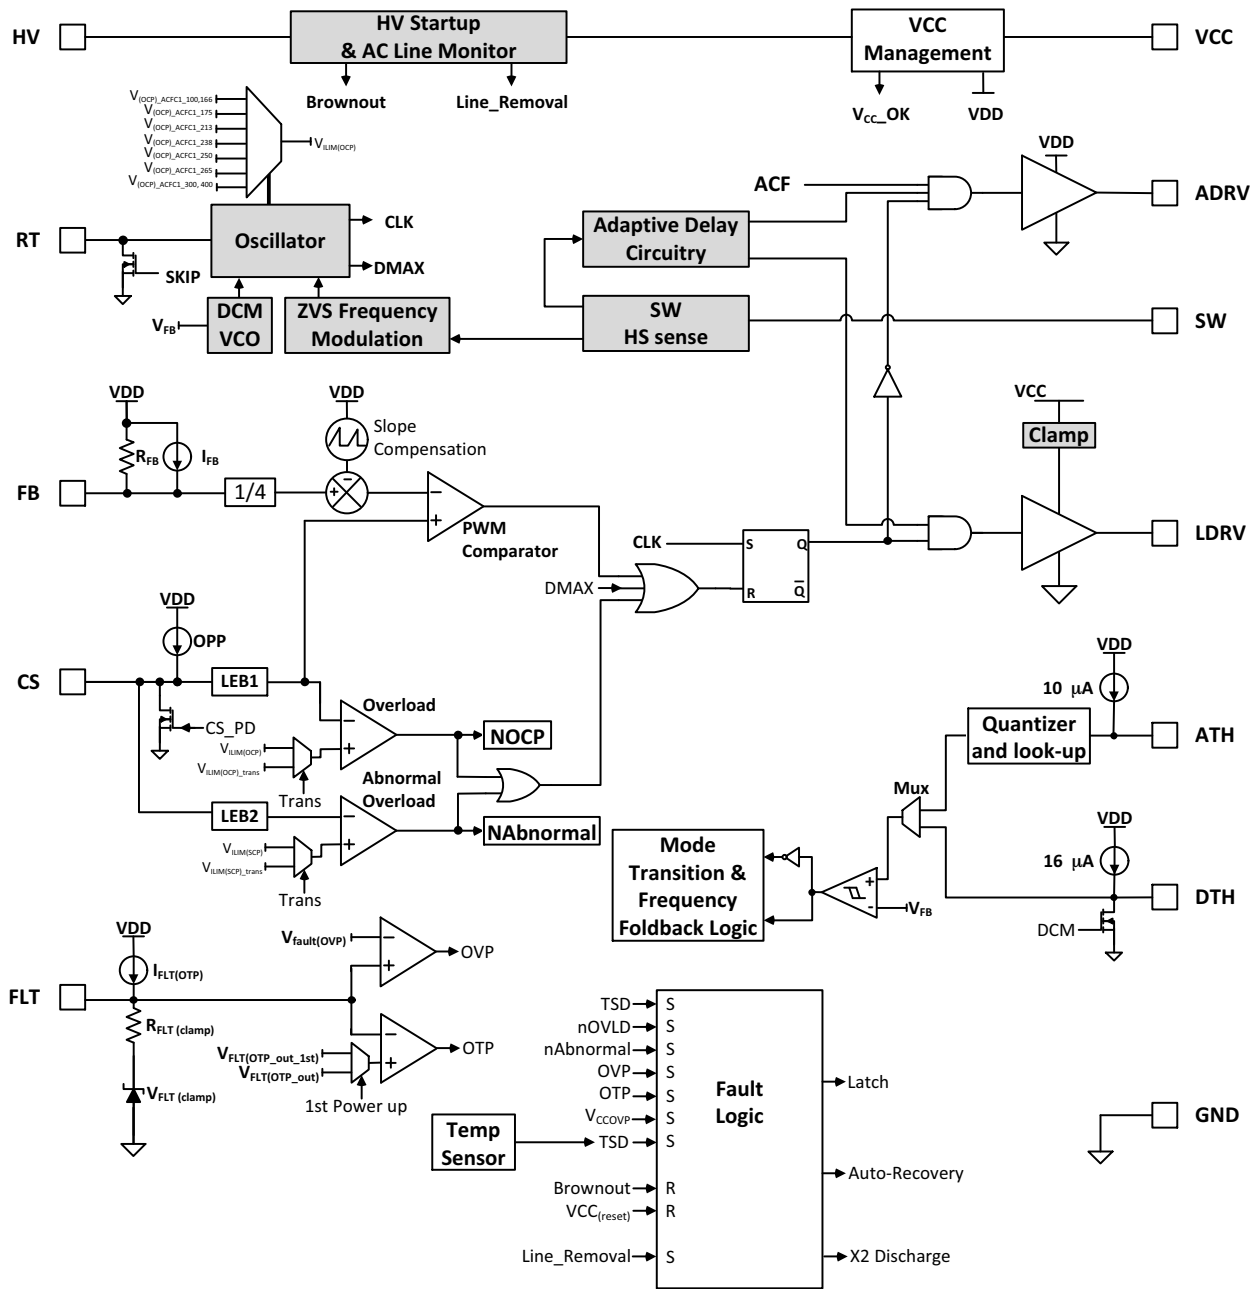 HV
HV Startup
& AC Line Monitor
VCC
Management
VCC
Brownout
Line_Removal
VCC_OK
VDD
V(OCP)_ACFC1_100,166
V(OCP)_ACFC1_175
V(OCP)_ACFC1_213
V(OCP)_ACFC1_238
V(OCP)_ACFC1_250
V(OCP)_ACFC1_265
V(OCP)_ACFC1_300, 400
VILIM(OCP)
RT
Oscillator
CLK
DMAX
SKIP
VFB
DCM
VCO
ZVS Frequency
Modulation
Adaptive Delay
Circuitry
SW
HS sense
ACF
VDD
ADRV
SW
VDD
RFB
IFB
FB
1/4
VDD
Slope
Compensation
+
−
−
+
PWM
Comparator
CLK
DMAX
S
Q
R
Q
VCC
Clamp
LDRV
VDD
OPP
CS
LEB1
CS_PD
VILIM(OCP)
VILIM(OCP)_trans
Trans
Overload
−
+
NOCP
Abnormal
Overload
LEB2
VILIM(SCP)
VILIM(SCP)_trans
Trans
−
+
NAbnormal
VDD
10 µA
Quantizer
and look-up
ATH
Mux
Mode
Transition &
Frequency
Foldback Logic
+
-
VFB
VDD
16 µA
DTH
DCM
VDD
IFLT(OTP)
FLT
RFLT (clamp)
VFLT (clamp)
Vfault(OVP)
−
+
OVP
VFLT(OTP_out_1st)
VFLT(OTP_out)
1st Power up
−
+
OTP
Temp
Sensor
TSD
S
nOVLD
S
nAbnormal
S
OVP
S
OTP
S
VCCOVP
S
TSD
S
Brownout
R
VCC(reset)
R
Line_Removal
S
Fault
Logic
Latch
Auto-Recovery
X2 Discharge
GND